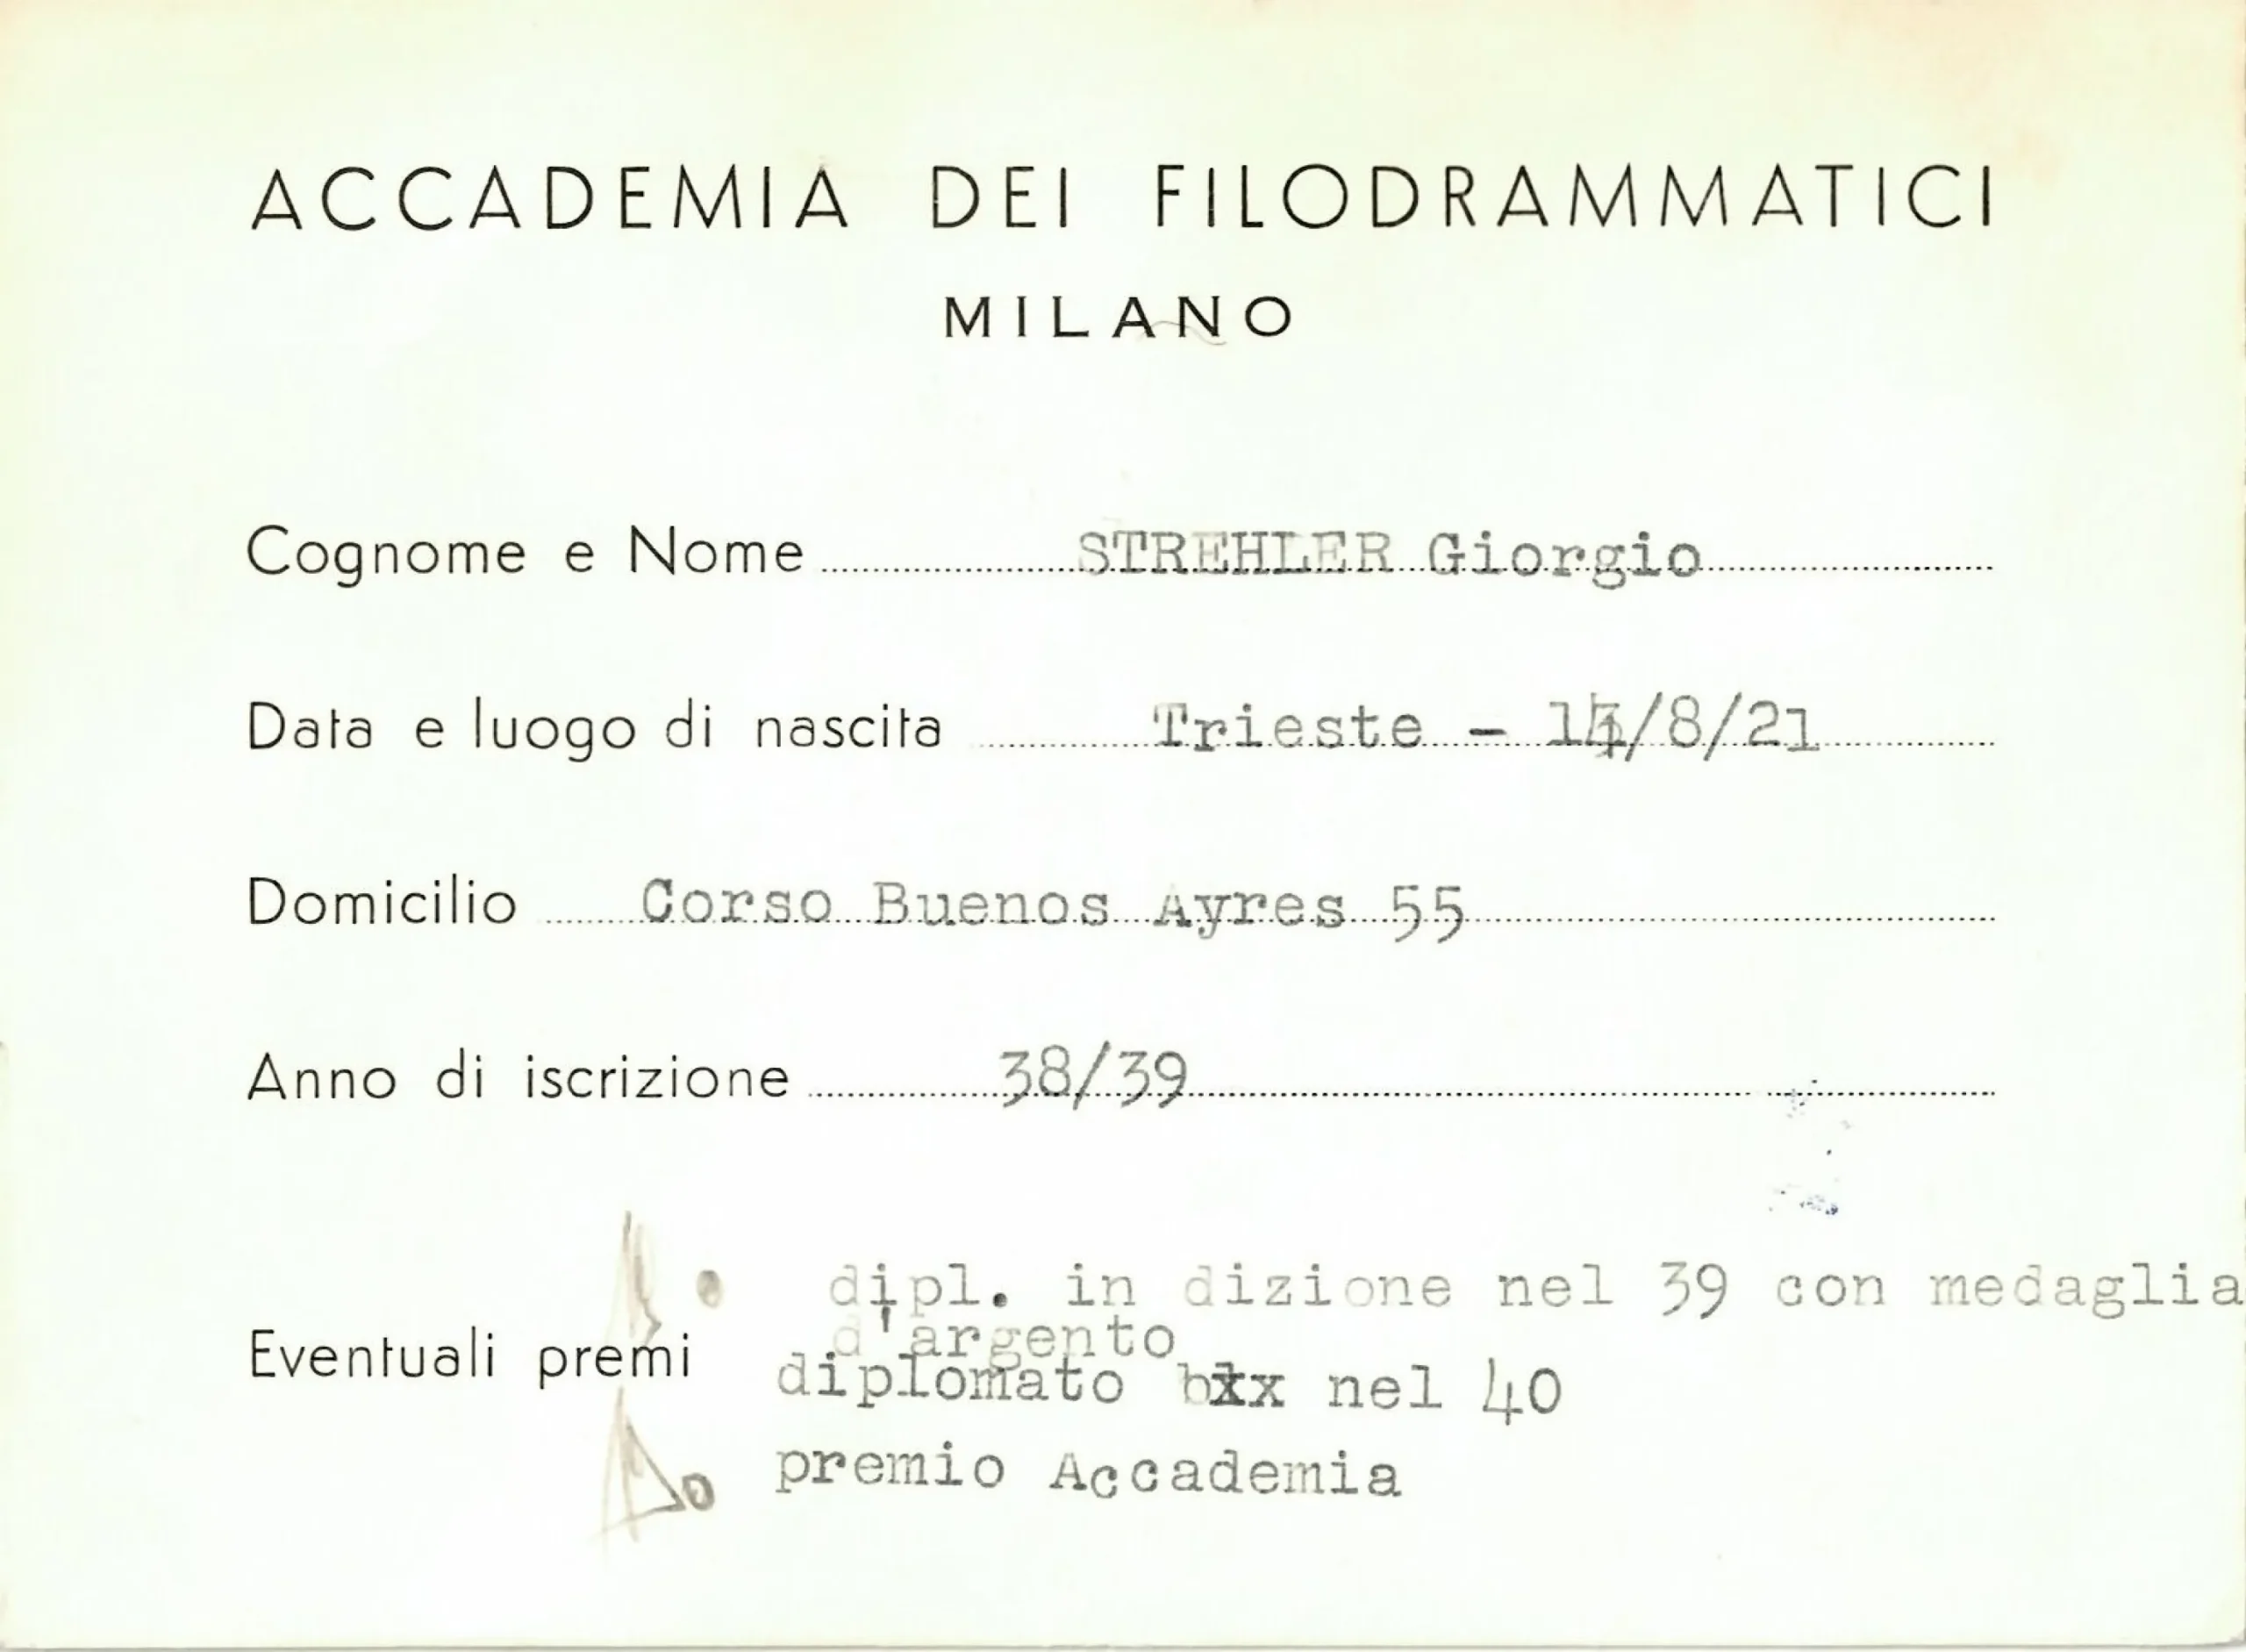 ACCADEMIA DEI FILODRAMMATICI
MILANO
Cognome e Nome STREHLER Giorgio
Data e luogo di nascita Trieste - 14/8/21
Domicilio Corso Buenos Ayres 55
Anno di iscrizione 38/39
Eventuali premi
dipl. in dizione nel 39 con medaglia
d'argento
diplomato bxx nel 40
premio Accademia